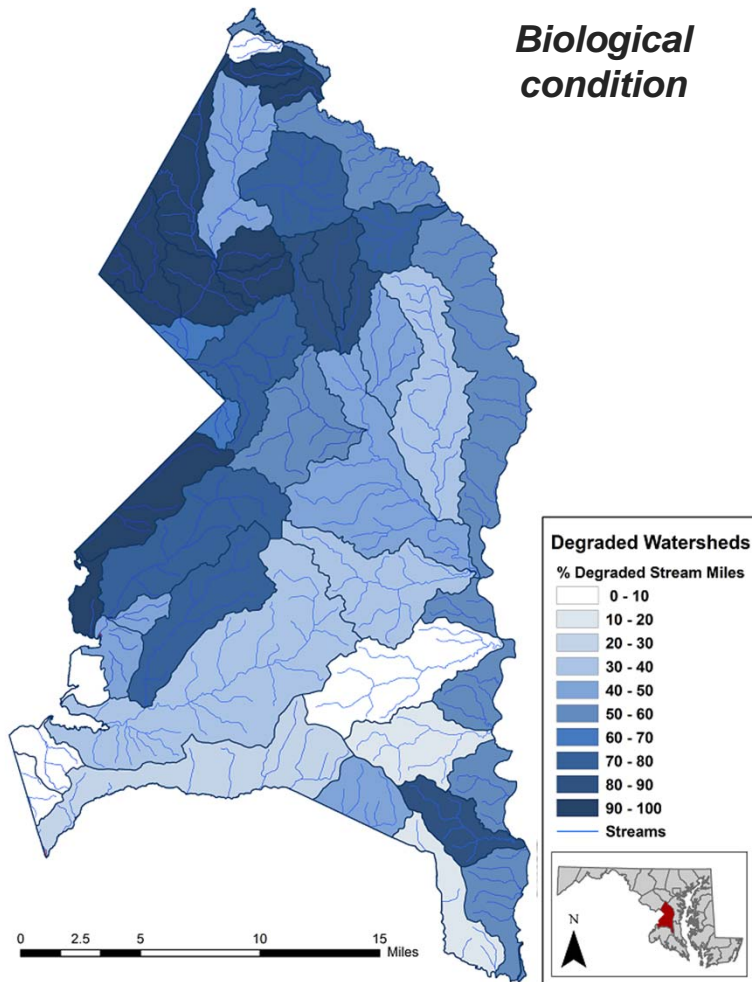 Biological
condition
Degraded Watersheds
% Degraded Stream Miles
0 - 10
10 - 20
20 - 30
30 - 40
40 - 50
50 - 60
60 - 70
70 - 80
80 - 90
90 - 100
Streams
N
0 2.5 5 10 15
Miles